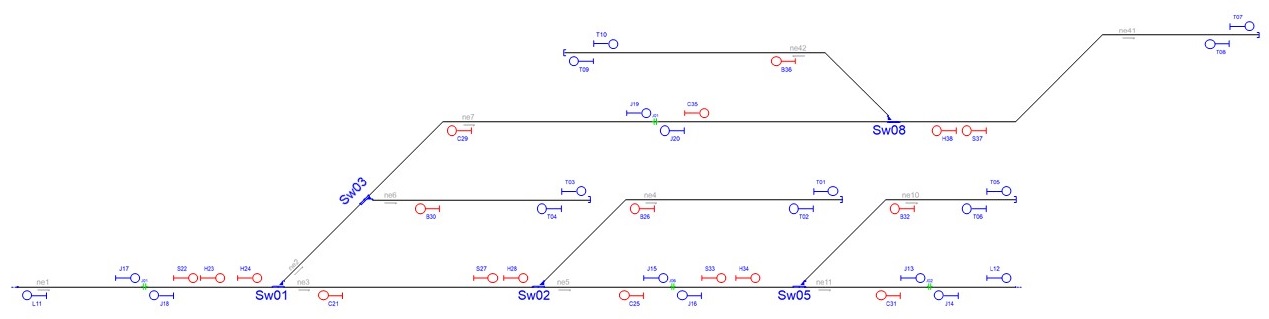 T07
T10
ne41
T08
ne42
T09
B36
J19
C35
J01
ne7
Sw08
C29
J20
H38
S37
Sw03
T03
T01
T05
ne6
ne4
ne10
B30
T04
B26
T02
B32
T06
ne2
J17
S22
H23
H24
S27
H28
J15
S33
H34
J13
L12
ne1
ne3
ne5
ne11
L11
J18
Sw01
C21
Sw02
C25
J16
Sw05
C31
J14